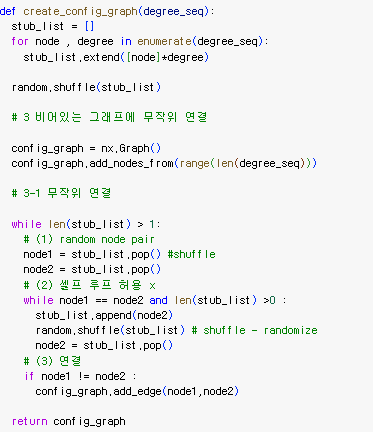 def create_config_graph(degree_seq):
  stub_list = []
  for node , degree in enumerate(degree_seq):
    stub_list.extend([node]*degree)

  random.shuffle(stub_list)

  # 3 비어있는 그래프에 무작위 연결

  config_graph = nx.Graph()
  config_graph.add_nodes_from(range(len(degree_seq)))

  # 3-1 무작위 연결

  while len(stub_list) > 1:
    # (1) random node pair
    node1 = stub_list.pop() #shuffle
    node2 = stub_list.pop()
    # (2) 셀프 루프 허용 x
    while node1 == node2 and len(stub_list) >0 :
      stub_list.append(node2)
      random.shuffle(stub_list) # shuffle - randomize
      node2 = stub_list.pop()
    # (3) 연결
    if node1 != node2 :
      config_graph.add_edge(node1,node2)

  return config_graph